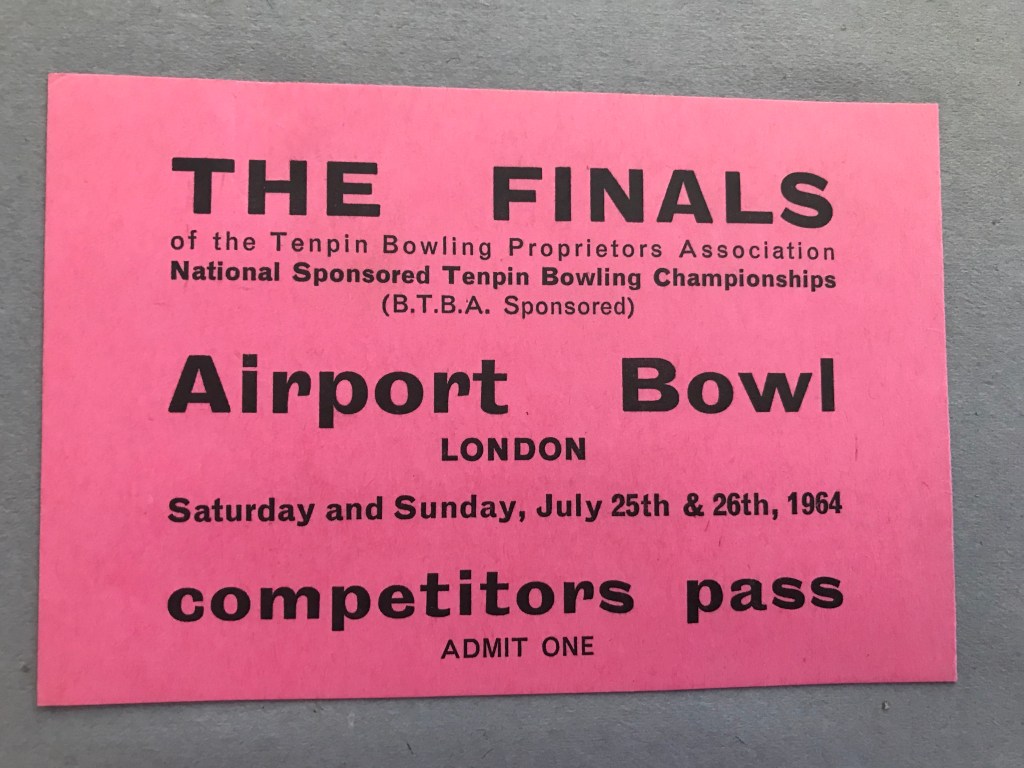 THE FINALS
of the Tenpin Bowling Proprietors Association
National Sponsored Tenpin Bowling Championships
(B.T.B.A. Sponsored)
Airport Bowl
LONDON
Saturday and Sunday, July 25th & 26th, 1964
competitors pass
ADMIT ONE